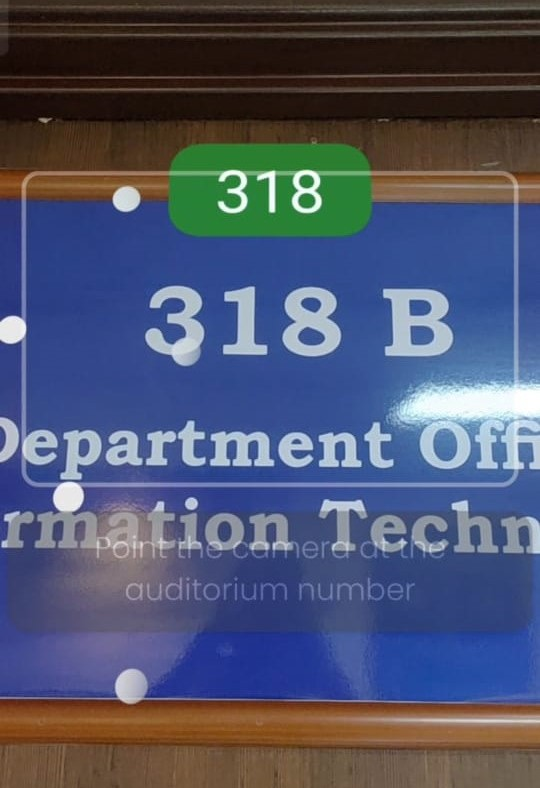 318
318 B
Department Offi
rmation Techn
Point the camera at the
auditorium number